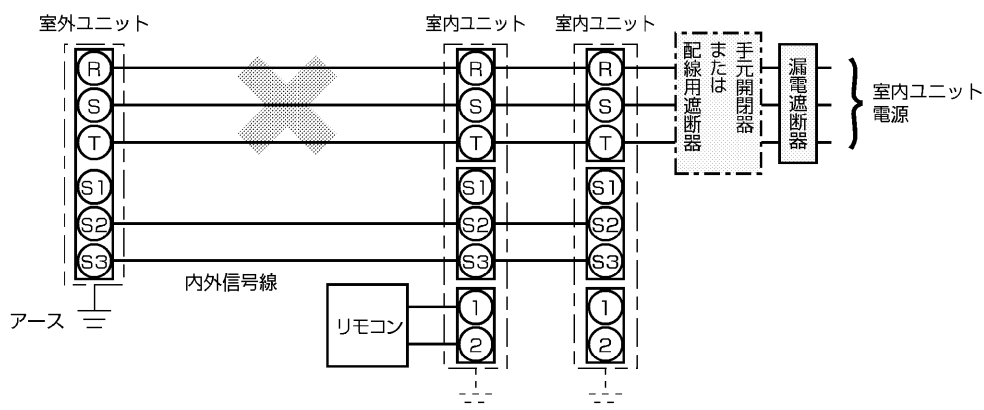 室外ユニット
室内ユニット
室内ユニット
R
S
T
S1
S2
S3
R
S
T
S1
S2
S3
1
2
R
S
T
S1
S2
S3
1
2
手元開閉器
または
配線用遮断器
漏電遮断器
室内ユニット
電源
内外信号線
リモコン
アース